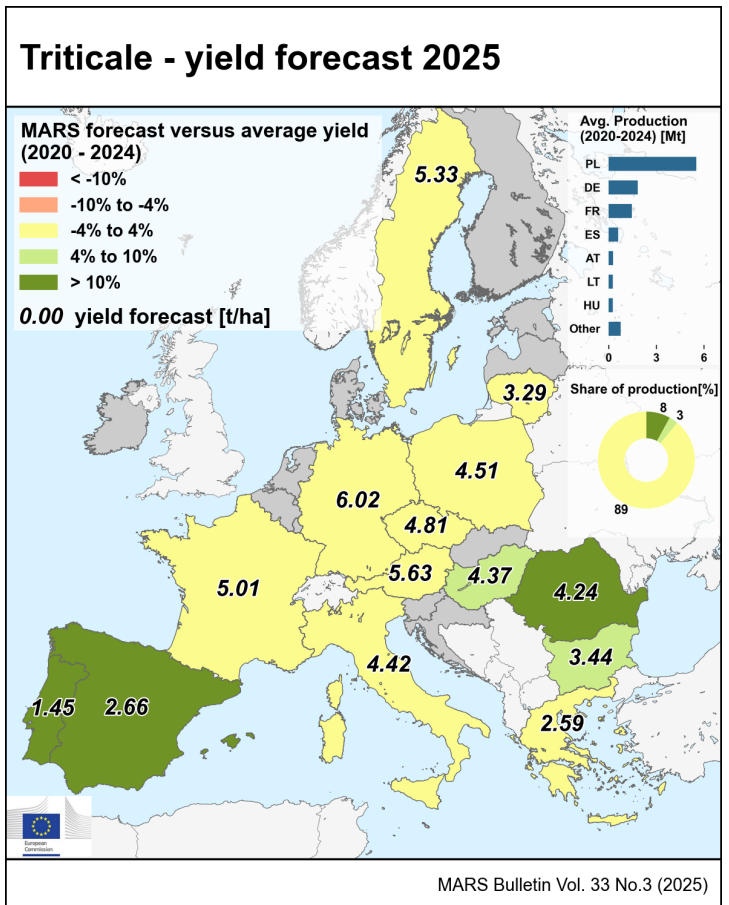 Triticale - yield forecast 2025
MARS forecast versus average yield
(2020 - 2024)
< -10%
-10% to -4%
-4% to 4%
4% to 10%
> 10%
0.00 yield forecast [t/ha]
Avg. Production
(2020-2024) [Mt]
PL
DE
FR
ES
AT
LT
HU
Other
0 3 6
Share of production[%]
8
3
89
5.33
3.29
4.51
6.02
4.81
5.63
4.37
4.24
5.01
4.42
3.44
1.45
2.66
2.59
European
Commission
MARS Bulletin Vol. 33 No.3 (2025)